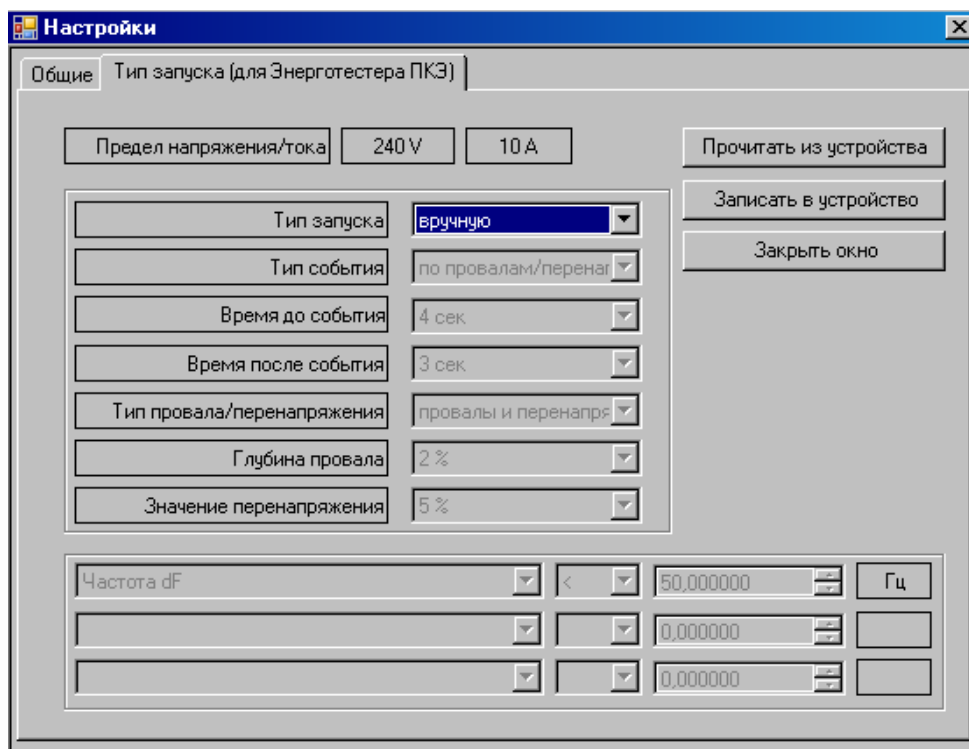 Настройки
Общие
Тип запуска (для Энерготестера ПКЭ)
Предел напряжения/тока 240 V 10 A
Прочитать из устройства
Записать в устройство
Закрыть окно
Тип запуска вручную
Тип события по провалам/перенап
Время до события 4 сек
Время после события 3 сек
Тип провала/перенапряжения провалы и перенапря
Глубина провала 2 %
Значение перенапряжения 5 %
Частота dF < 50,000000 Гц
0,000000
0,000000